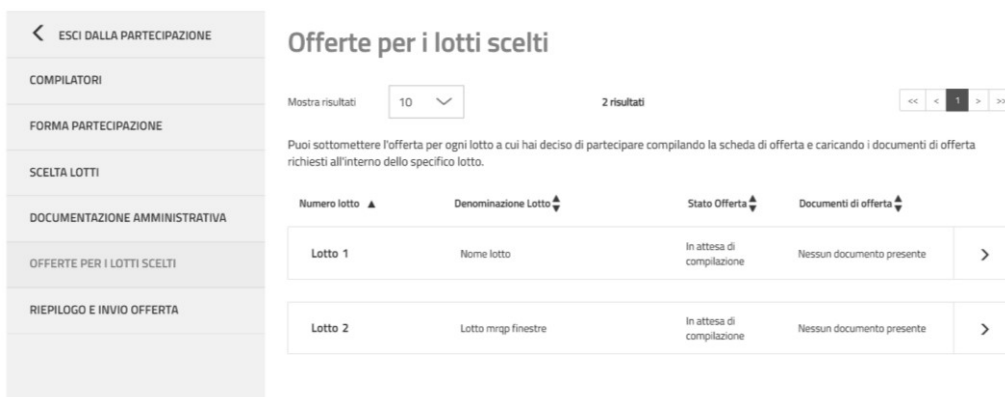 ESCI DALLA PARTECIPAZIONE
COMPILATORI
FORMA PARTECIPAZIONE
SCELTA LOTTI
DOCUMENTAZIONE AMMINISTRATIVA
OFFERTE PER I LOTTI SCELTI
RIEPILOGO E INVIO OFFERTA
Offerte per i lotti scelti
Mostra risultati 10 2 risultati << < 1 > >>
Puoi sottomettere l'offerta per ogni lotto a cui hai deciso di partecipare compilando la scheda di offerta e caricando i documenti di offerta
richiesti all'interno dello specifico lotto.
Numero lotto Denominazione Lotto Stato Offerta Documenti di offerta
Lotto 1 Nome lotto In attesa di
compilazione Nessun documento presente
Lotto 2 Lotto mrqp finestre In attesa di
compilazione Nessun documento presente